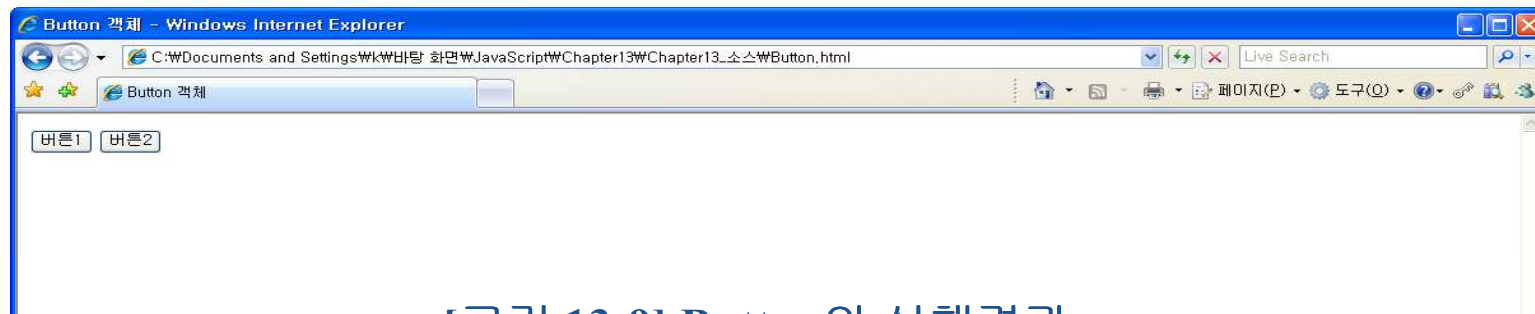 Button 객체 - Windows Internet Explorer
C:₩Documents and Settings₩k₩바탕 화면₩JavaScript₩Chapter13₩Chapter13_소스₩Button.html
Live Search
Button 객체
페이지(P)
도구(O)
버튼1
버튼2